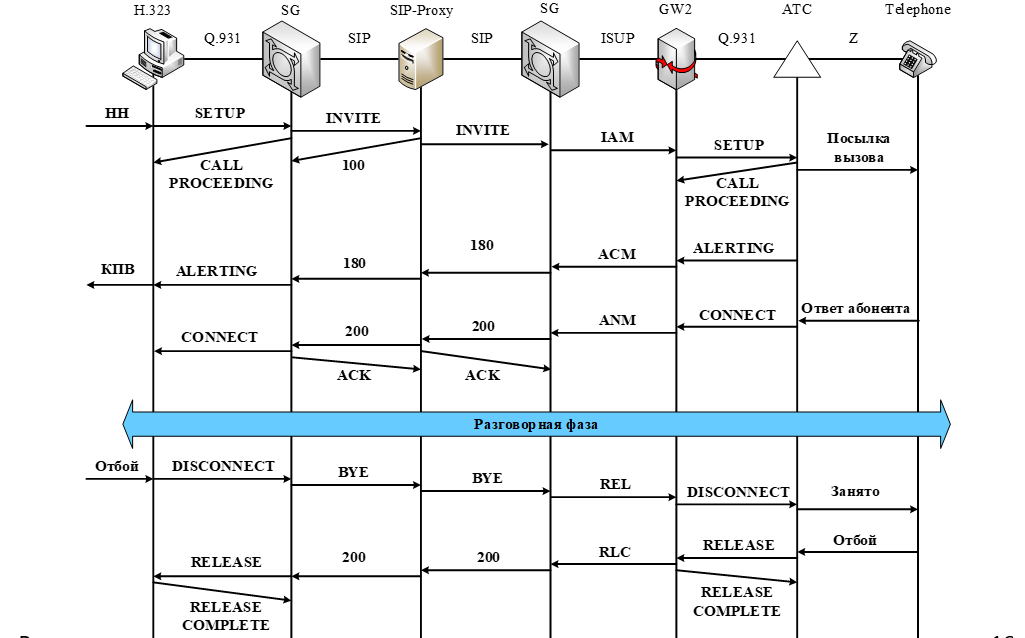 H.323 SG SIP-Proxy SG GW2 ATC Telephone
Q.931 SIP SIP ISUP Q.931 Z
НН SETUP
INVITE
INVITE
IAM
SETUP
Посылка
вызова
CALL
PROCEEDING
100
CALL
PROCEEDING
180
ACM
ALERTING
КПВ
ALERTING
180
Ответ абонента
CONNECT
ANM
200
200
CONNECT
ACK
ACK
Разговорная фаза
Отбой
DISCONNECT
BYE
BYE
REL
DISCONNECT
Занято
Отбой
RELEASE
RLC
200
200
RELEASE
RELEASE
COMPLETE
RELEASE
COMPLETE